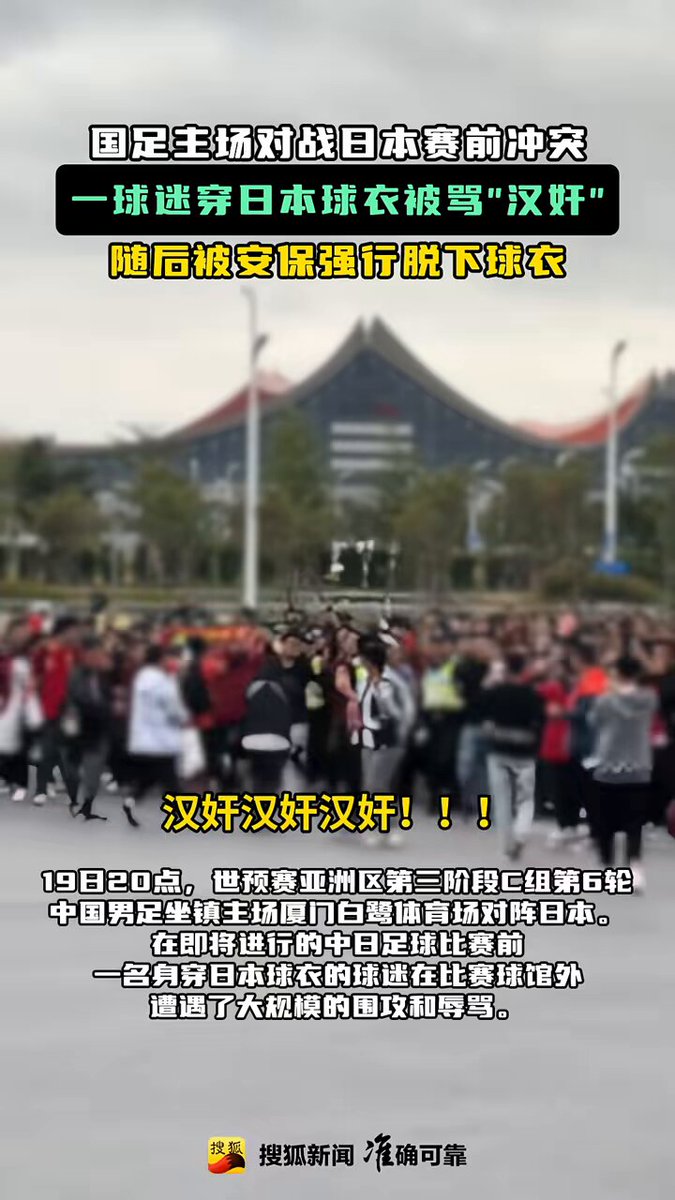 国足主场对战日本赛前冲突
一球迷穿日本球衣被骂"汉奸"
随后被安保强行脱下球衣
汉奸汉奸汉奸！！！
19日20点，世预赛亚洲区第三阶段C组第6轮
中国男足坐镇主场厦门白鹭体育场对阵日本。
在即将进行的中日足球比赛前
一名身穿日本球衣的球迷在比赛球馆外
遭遇了大规模的围攻和辱骂。
搜狐
搜狐新闻 准确可靠